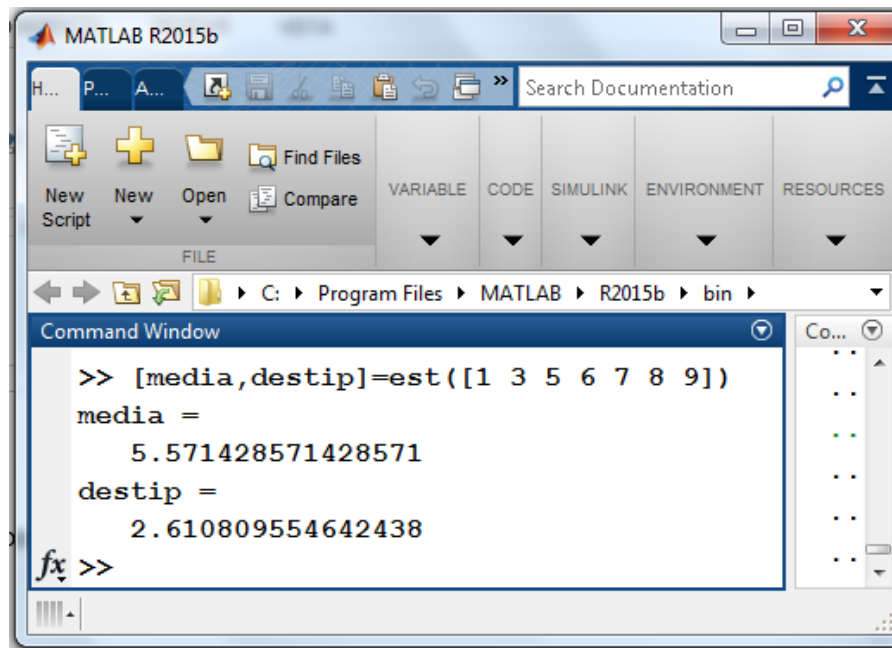 MATLAB R2015b
H... P... A... » Search Documentation
New Script
New
Open
Find Files
Compare
FILE
VARIABLE
CODE
SIMULINK
ENVIRONMENT
RESOURCES
C: Program Files MATLAB R2015b bin
Command Window
Co...
>> [media,destip]=est([1 3 5 6 7 8 9])
media =
5.571428571428571
destip =
2.610809554642438
fx >>